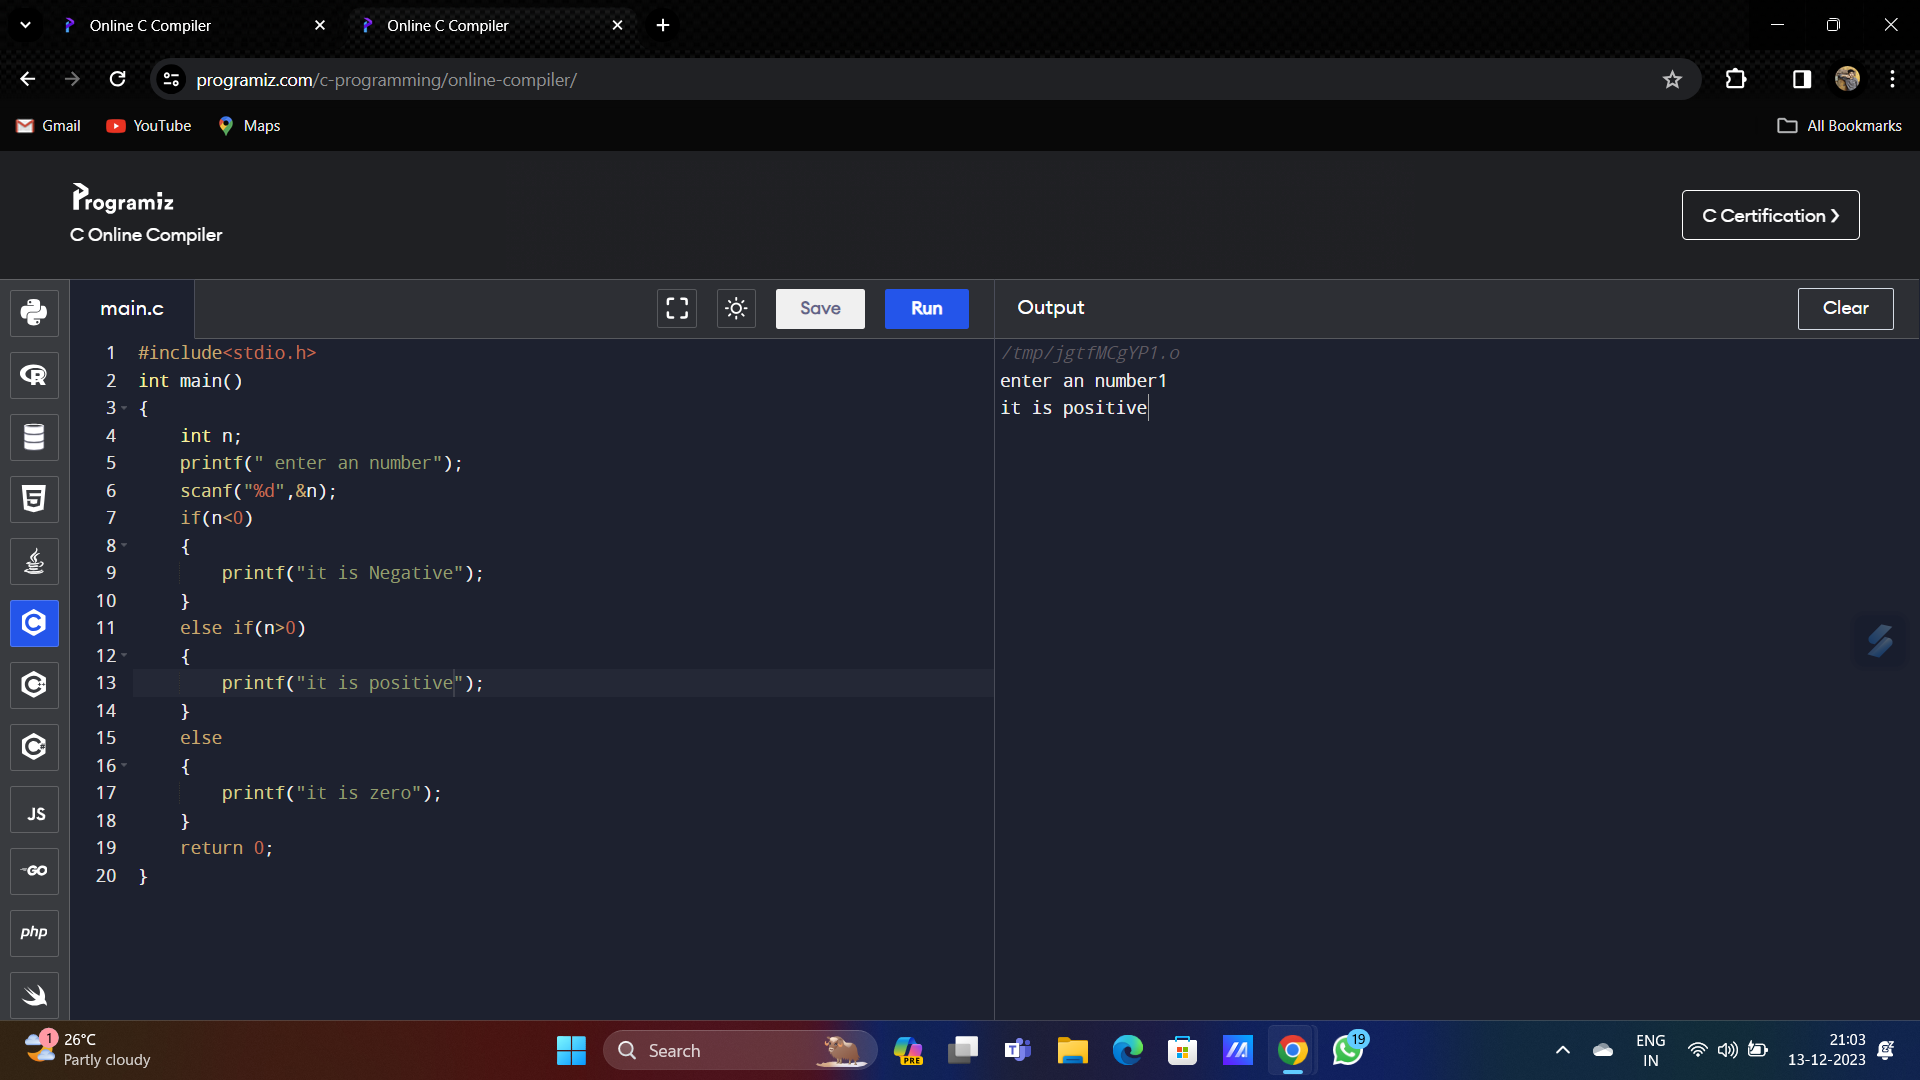 Online C Compiler
Online C Compiler
programiz.com/c-programming/online-compiler/
Gmail
YouTube
Maps
All Bookmarks
Programiz
C Online Compiler
C Certification ❯
main.c
Save
Run
Output
Clear
1 #include<stdio.h>
2 int main()
3 {
4     int n;
5     printf(" enter an number");
6     scanf("%d",&n);
7     if(n<0)
8     {
9         printf("it is Negative");
10     }
11     else if(n>0)
12     {
13         printf("it is positive");
14     }
15     else
16     {
17         printf("it is zero");
18     }
19     return 0;
20 }
/tmp/jgtfMCgYP1.o
enter an number1
it is positive
JS
GO
php
1
26°C
Partly cloudy
Search
PRE
19
ENG
IN
21:03
13-12-2023